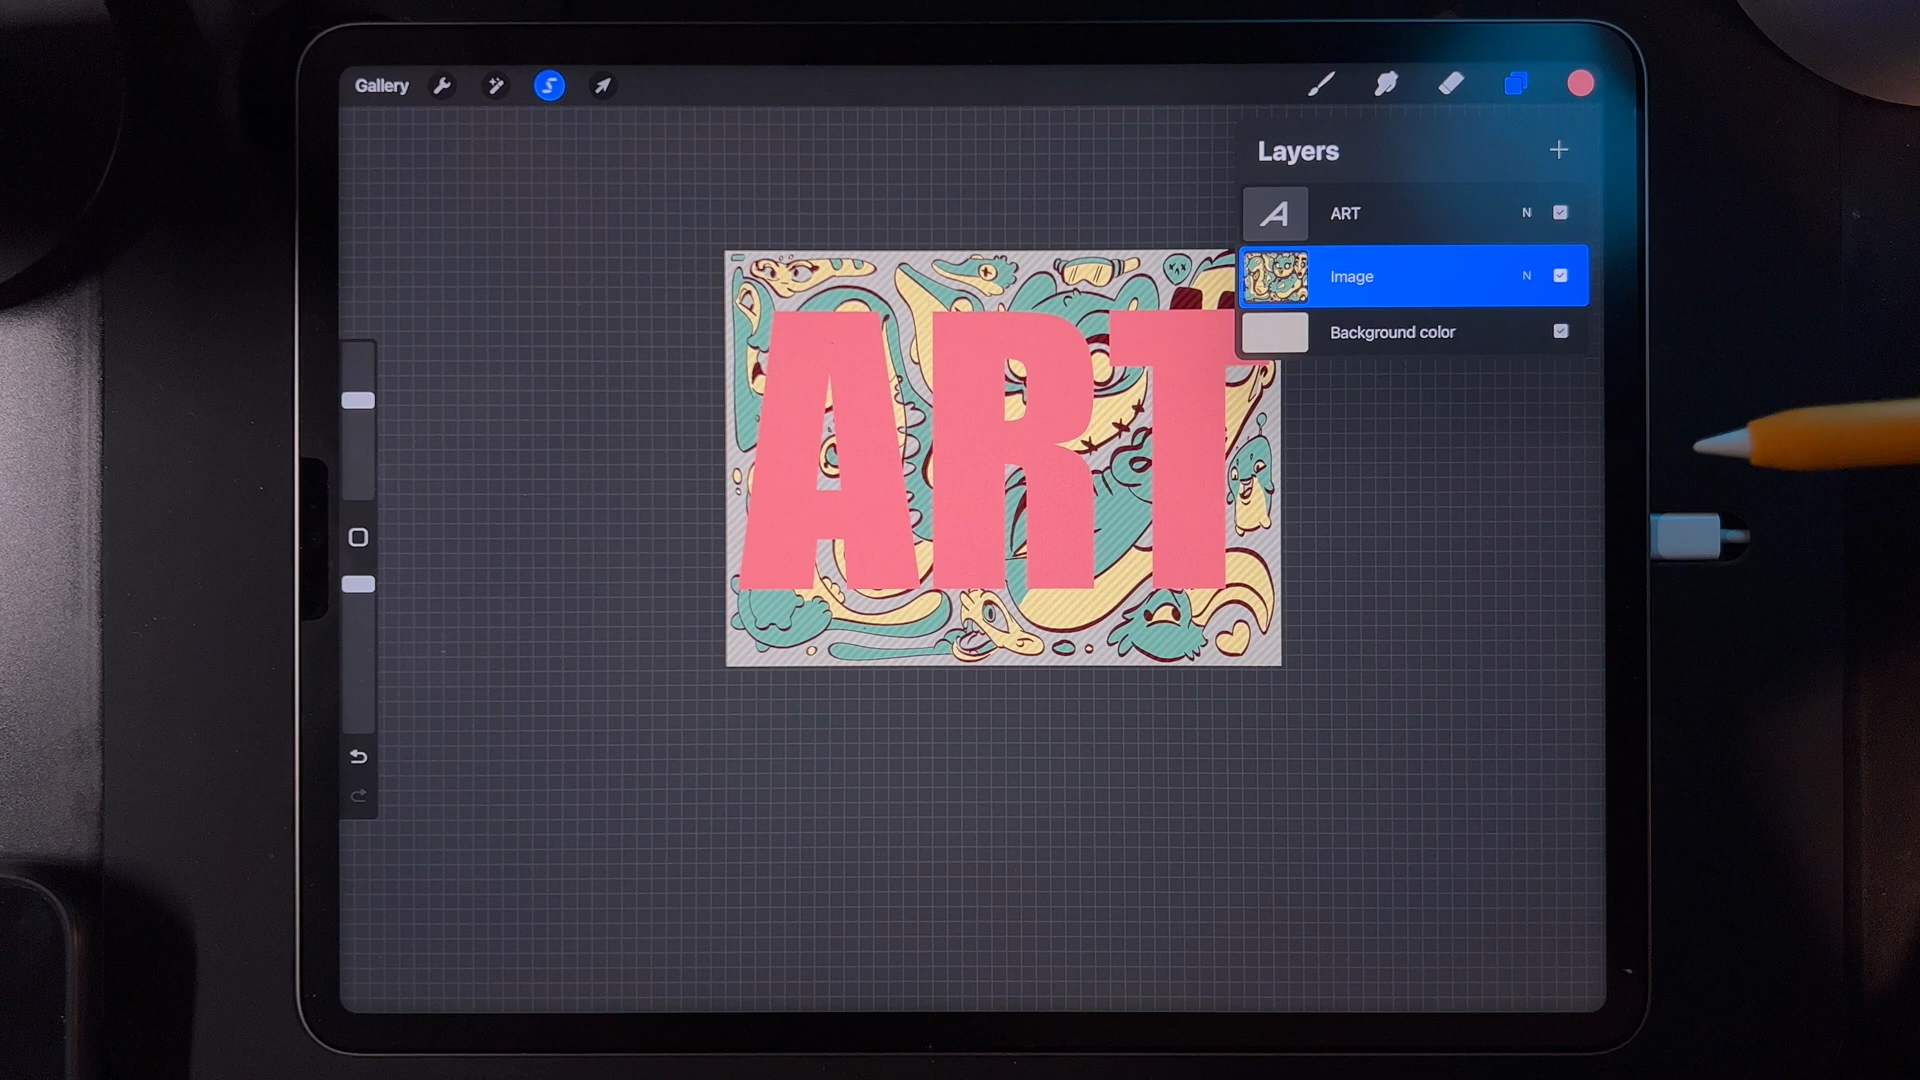 Gallery
Layers
ART N
Image N
Background color
ART